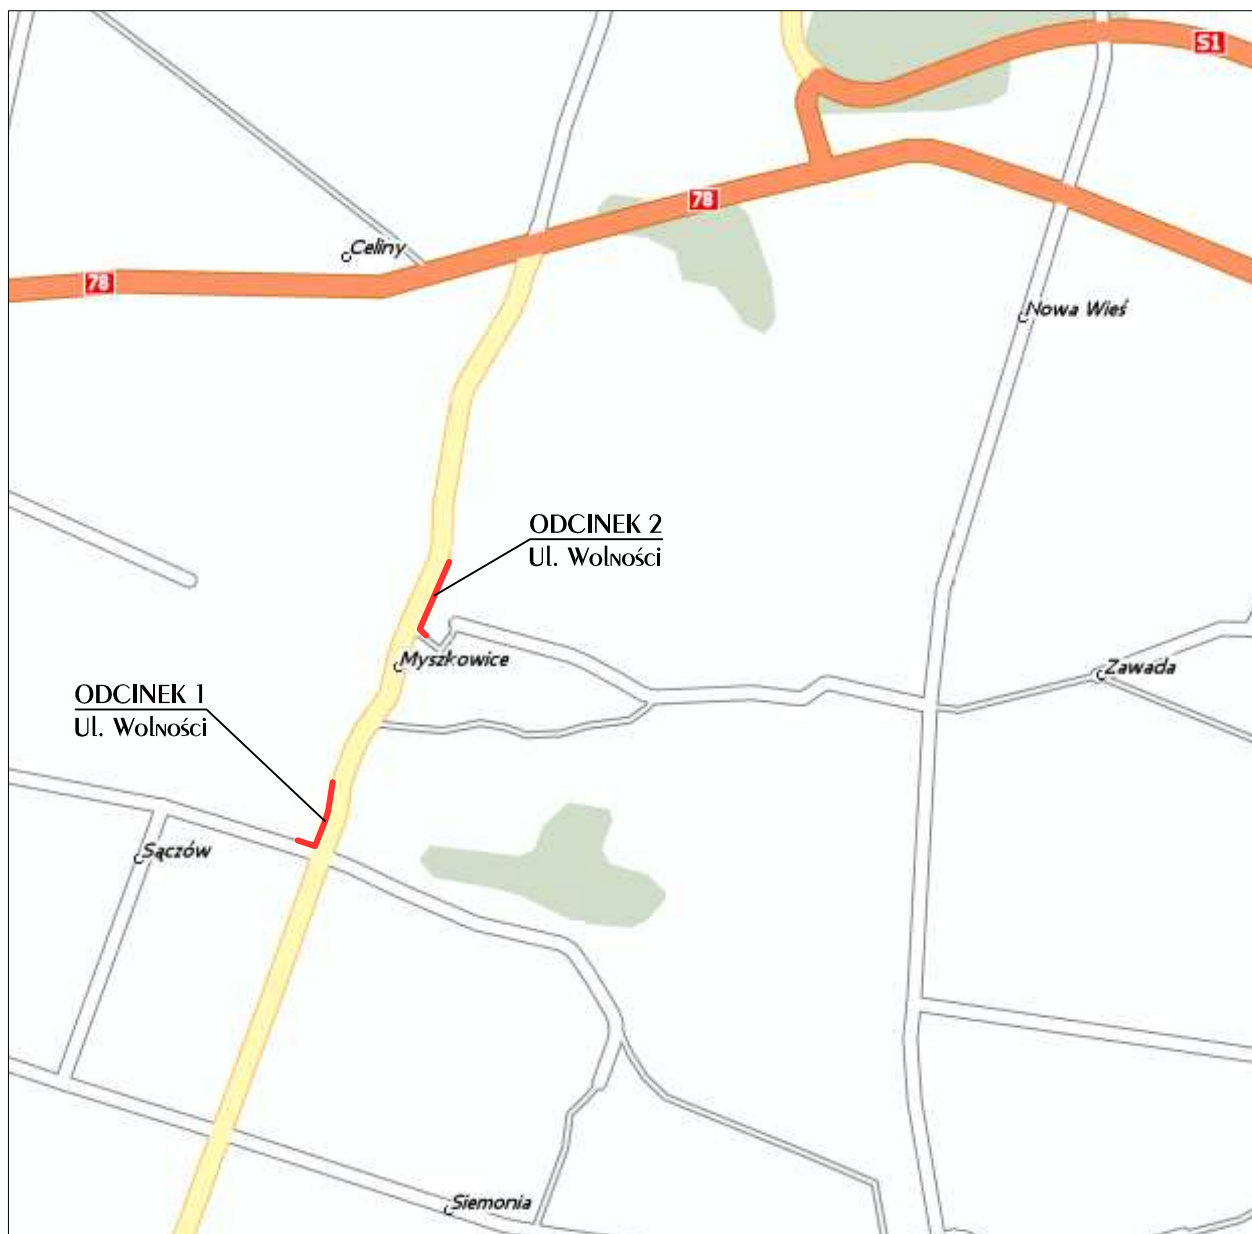 S1
78
Celiny
78
Nowa Wieś
ODCINEK 2
Ul. Wolności
Myszkowice
Zawada
ODCINEK 1
Ul. Wolności
Sączów
Siemonia